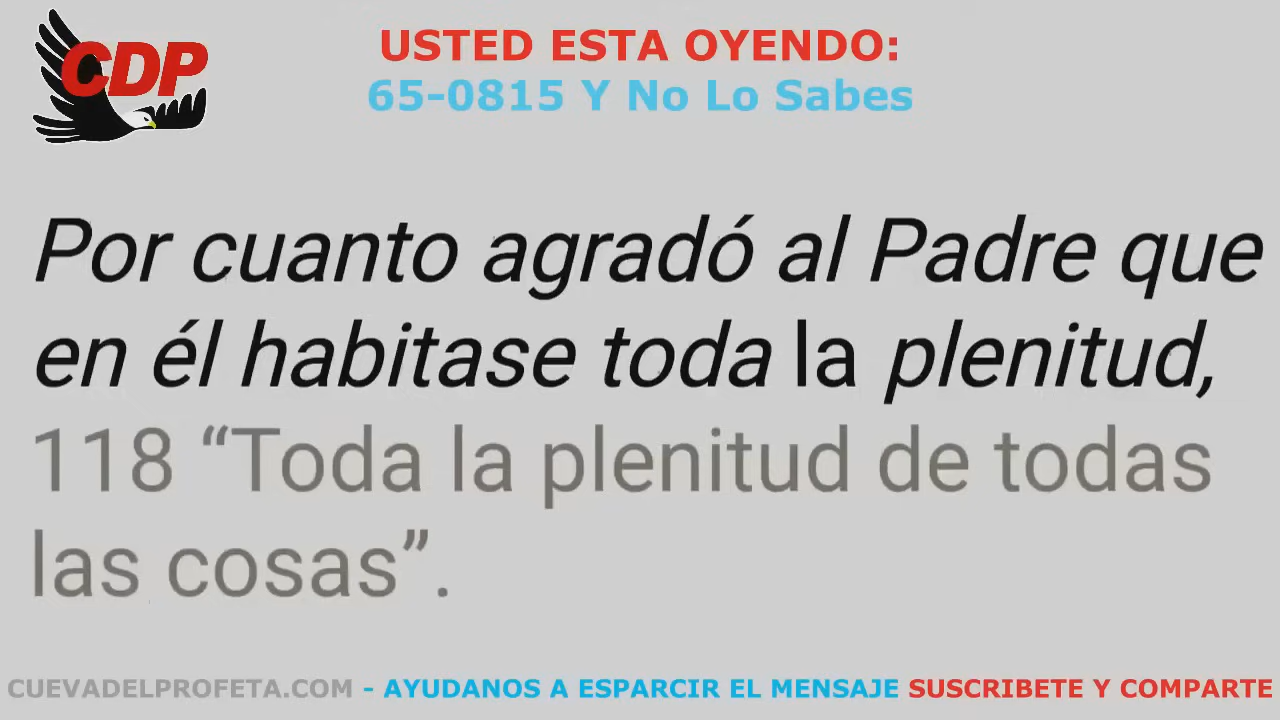 CDP
USTED ESTA OYENDO:
65-0815 Y No Lo Sabes
Por cuanto agradó al Padre que
en él habitase toda la plenitud,
118 “Toda la plenitud de todas
las cosas”.
CUEVADELPROFETA.COM - AYUDANOS A ESPARCIR EL MENSAJE SUSCRIBETE Y COMPARTE